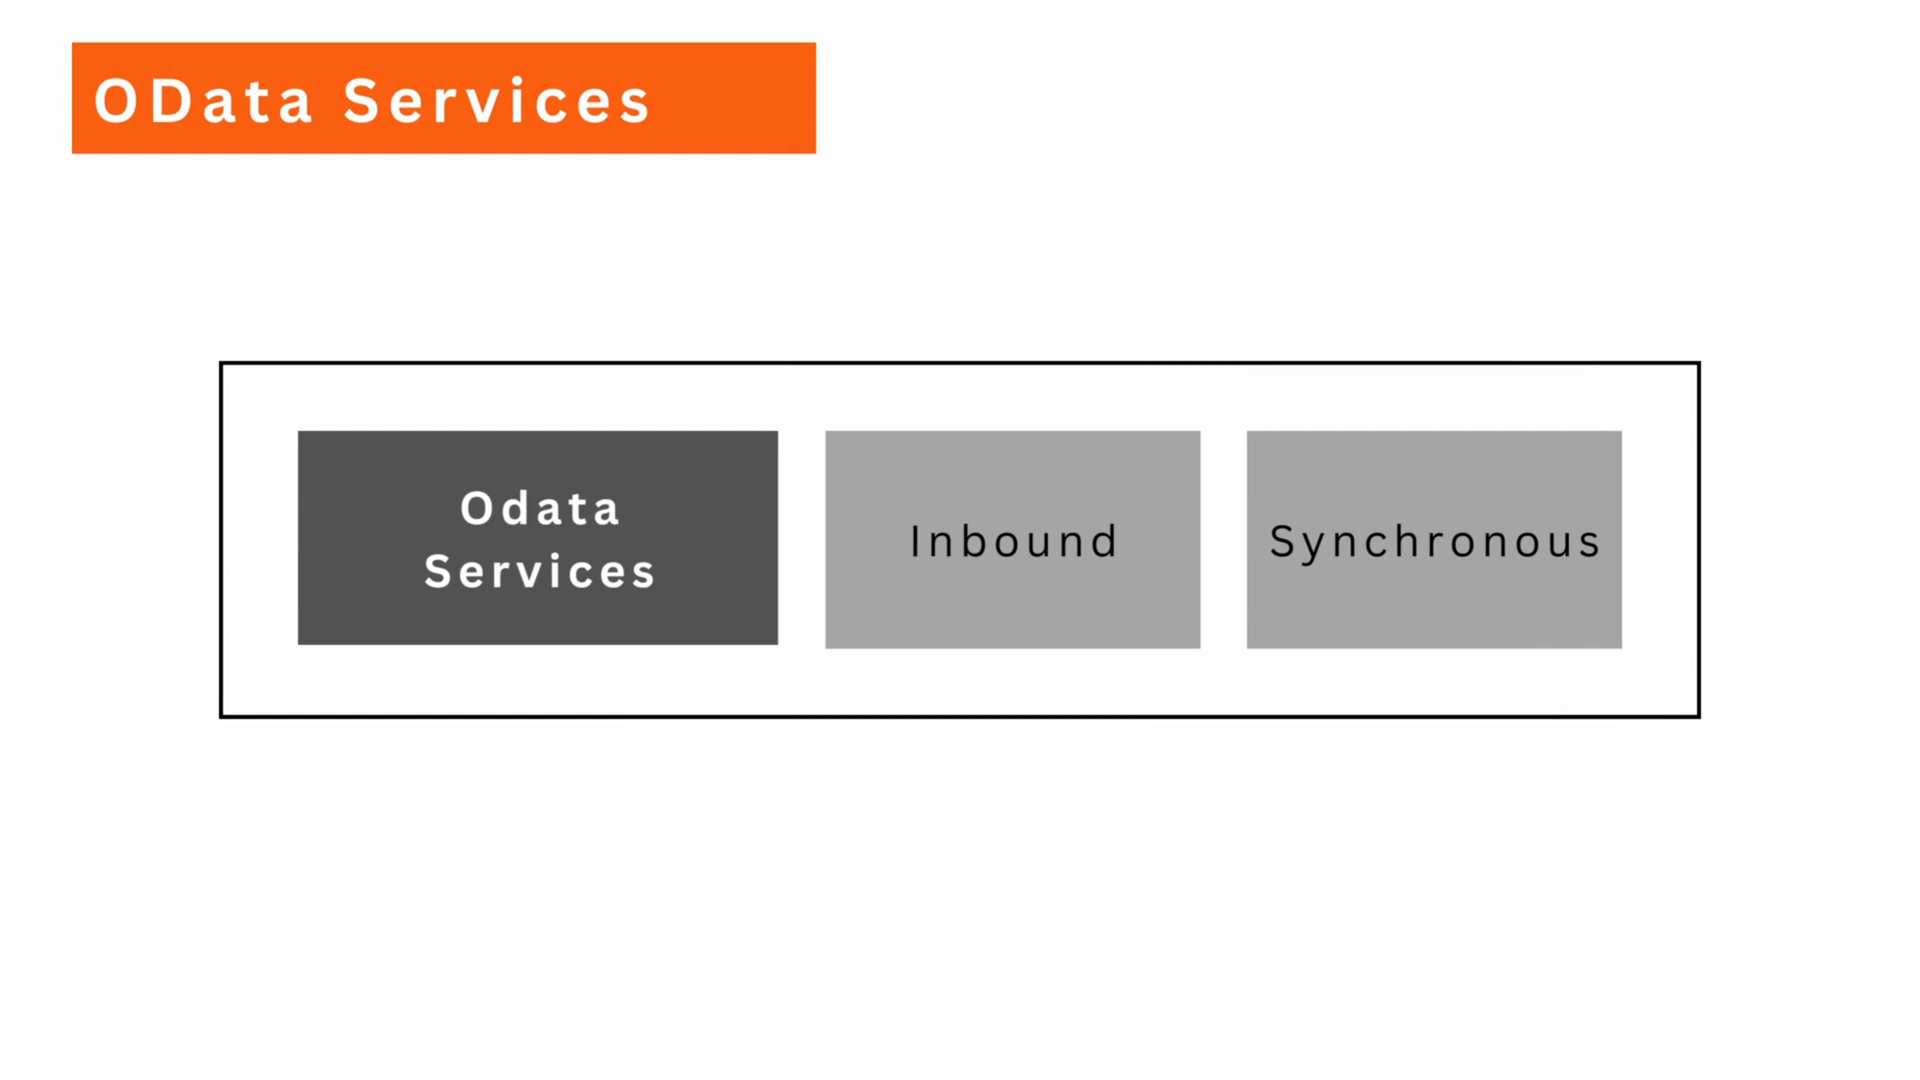 OData Services
Odata
Services
Inbound
Synchronous